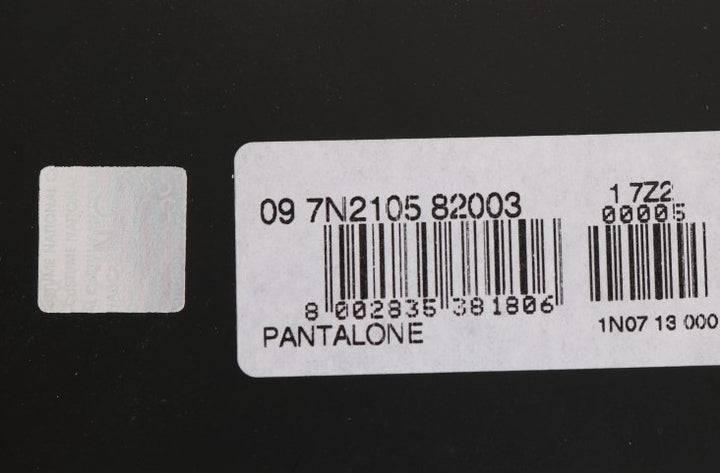 09 7N2105 82003
1 7Z2
00005
8 002835 381806
PANTALONE
1N07 13 000